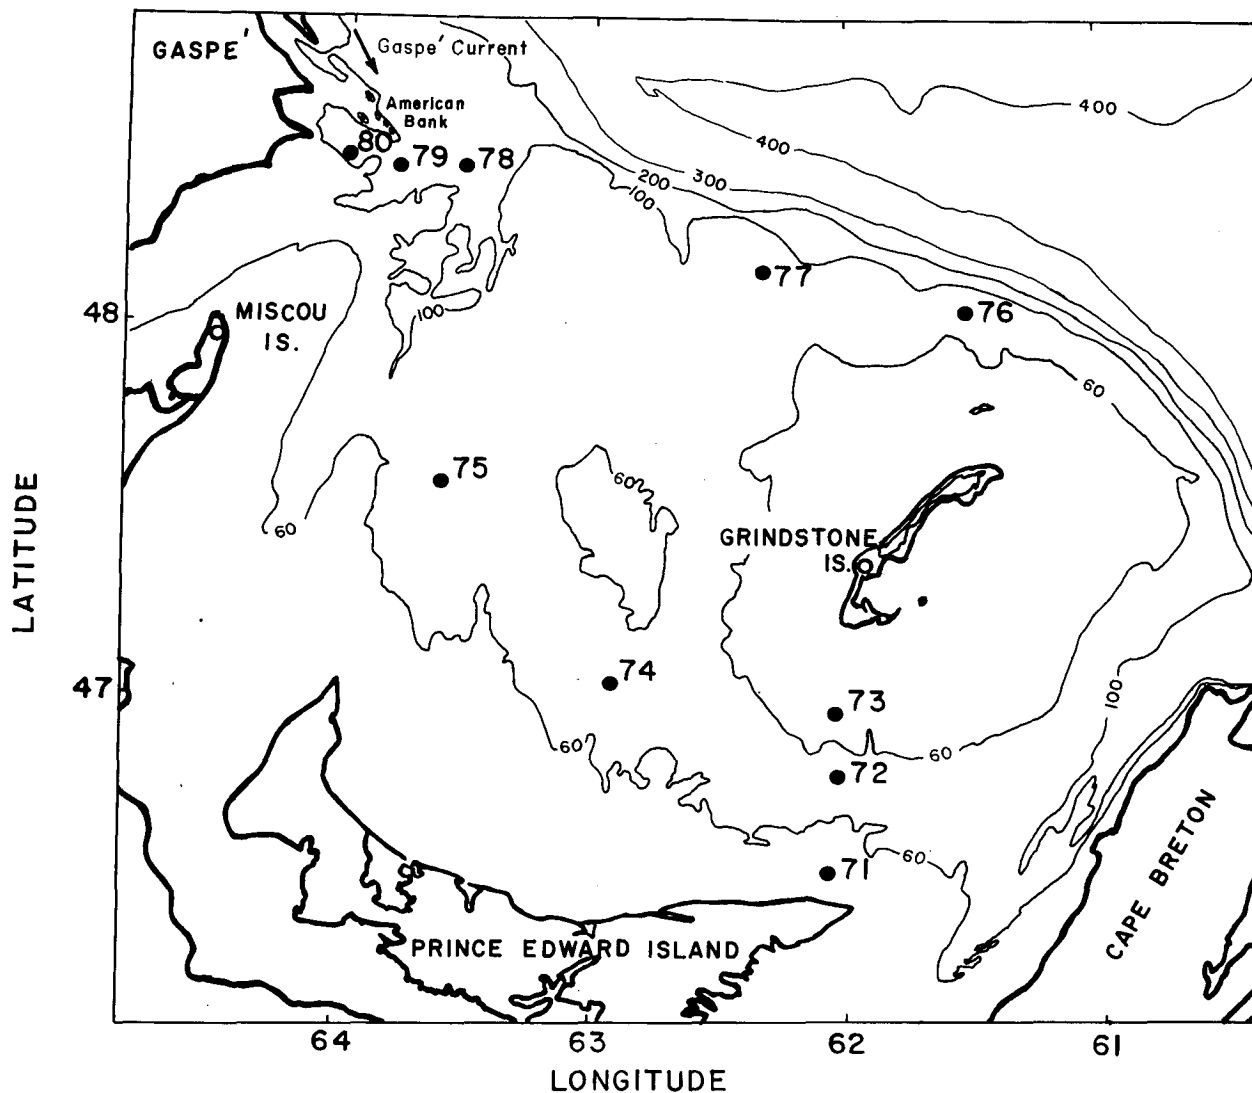 GASPE'
Gaspe' Current
American
Bank
80
79
78
400
400
300
200
100
77
76
48
MISCOU
IS.
100
60
75
60
60
GRINDSTONE
IS.
LATITUDE
47
74
73
100
60
60
72
71
60
CAPE BRETON
PRINCE EDWARD ISLAND
64
63
62
61
LONGITUDE